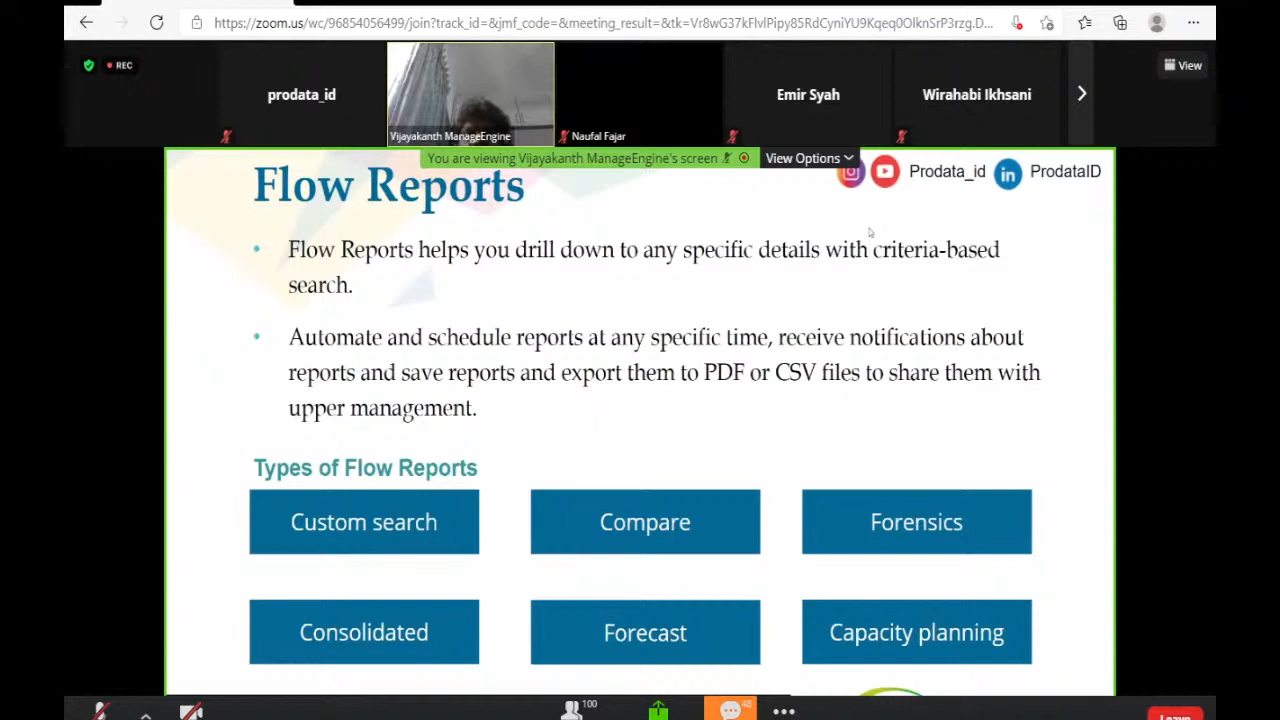 https://zoom.us/wc/96854056499/join?track_id=&jmf_code=&meeting_result=&tk=Vr8wG37kFlvlPipy85RdCyniYU9Kqeq0OlknSrP3rzg.D...
REC
prodata_id
Vijayakanth ManageEngine
Naufal Fajar
Emir Syah
Wirahabi Ikhsani
View
You are viewing Vijayakanth ManageEngine's screen
View Options
Flow Reports
Prodata_id
ProdataID
• Flow Reports helps you drill down to any specific details with criteria-based
search.
• Automate and schedule reports at any specific time, receive notifications about
reports and save reports and export them to PDF or CSV files to share them with
upper management.
Types of Flow Reports
Custom search
Compare
Forensics
Consolidated
Forecast
Capacity planning
100
48
Leave